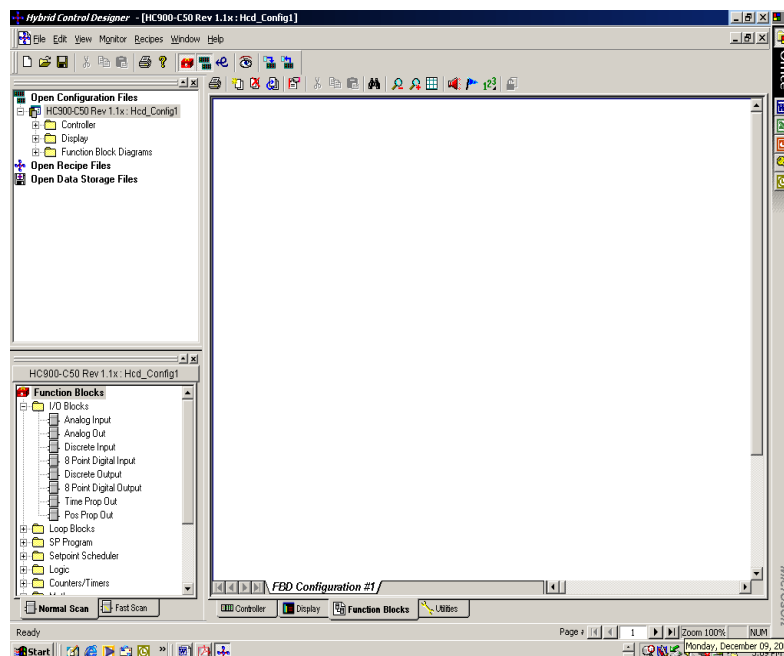 Hybrid Control Designer - [HC900-C50 Rev 1.1x : Hcd_Config1]
File Edit View Monitor Recipes Window Help
Open Configuration Files
HC900-C50 Rev 1.1x : Hcd_Config1
Controller
Display
Function Block Diagrams
Open Recipe Files
Open Data Storage Files
HC900-C50 Rev 1.1x : Hcd_Config1
Function Blocks
I/O Blocks
Analog Input
Analog Out
Discrete Input
8 Point Digital Input
Discrete Output
8 Point Digital Output
Time Prop Out
Pos Prop Out
Loop Blocks
SP Program
Setpoint Scheduler
Logic
Counters/Timers
Normal Scan Fast Scan
FBD Configuration #1
Controller Display Function Blocks Utilities
Ready
Page # 1 Zoom 100% NUM
Start
Monday, December 09, 20